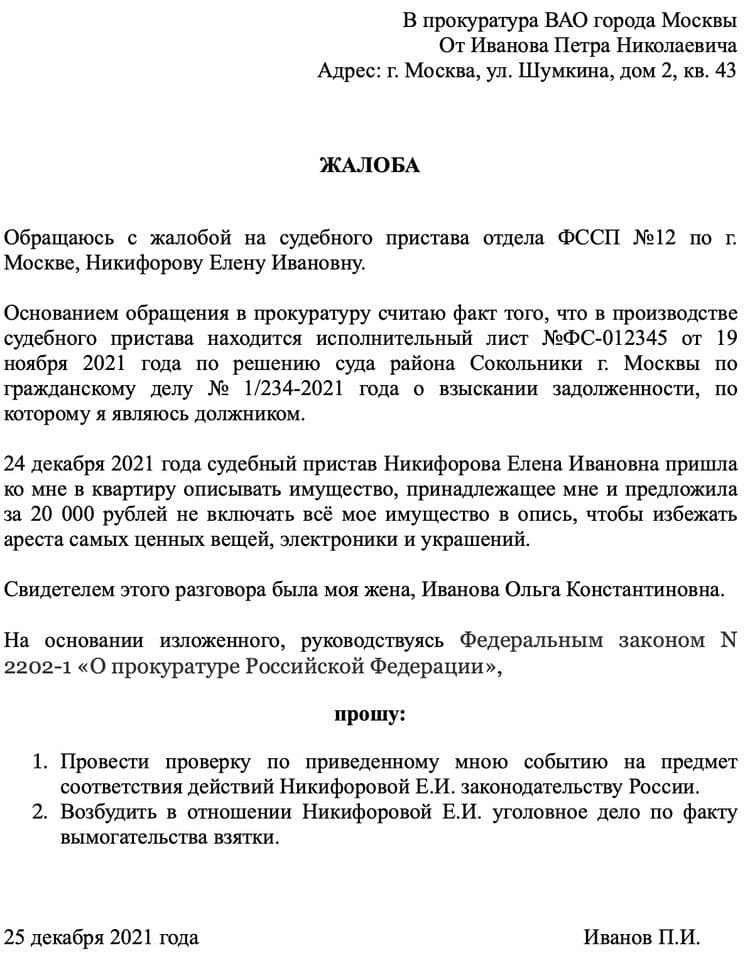 В прокуратура ВАО города Москвы
От Иванова Петра Николаевича
Адрес: г. Москва, ул. Шумкина, дом 2, кв. 43
ЖАЛОБА
Обращаюсь с жалобой на судебного пристава отдела ФССП №12 по г.
Москве, Никифорову Елену Ивановну.
Основанием обращения в прокуратуру считаю факт того, что в производстве
судебного пристава находится исполнительный лист №ФС-012345 от 19
ноября 2021 года по решению суда района Сокольники г. Москвы по
гражданскому делу № 1/234-2021 года о взыскании задолженности, по
которому я являюсь должником.
24 декабря 2021 года судебный пристав Никифорова Елена Ивановна пришла
ко мне в квартиру описывать имущество, принадлежащее мне и предложила
за 20 000 рублей не включать всё мое имущество в опись, чтобы избежать
ареста самых ценных вещей, электроники и украшений.
Свидетелем этого разговора была моя жена, Иванова Ольга Константиновна.
На основании изложенного, руководствуясь Федеральным законом N
2202-1 «О прокуратуре Российской Федерации»,
прошу:
1. Провести проверку по приведенному мною событию на предмет
соответствия действий Никифоровой Е.И. законодательству России.
2. Возбудить в отношении Никифоровой Е.И. уголовное дело по факту
вымогательства взятки.
25 декабря 2021 года Иванов П.И.